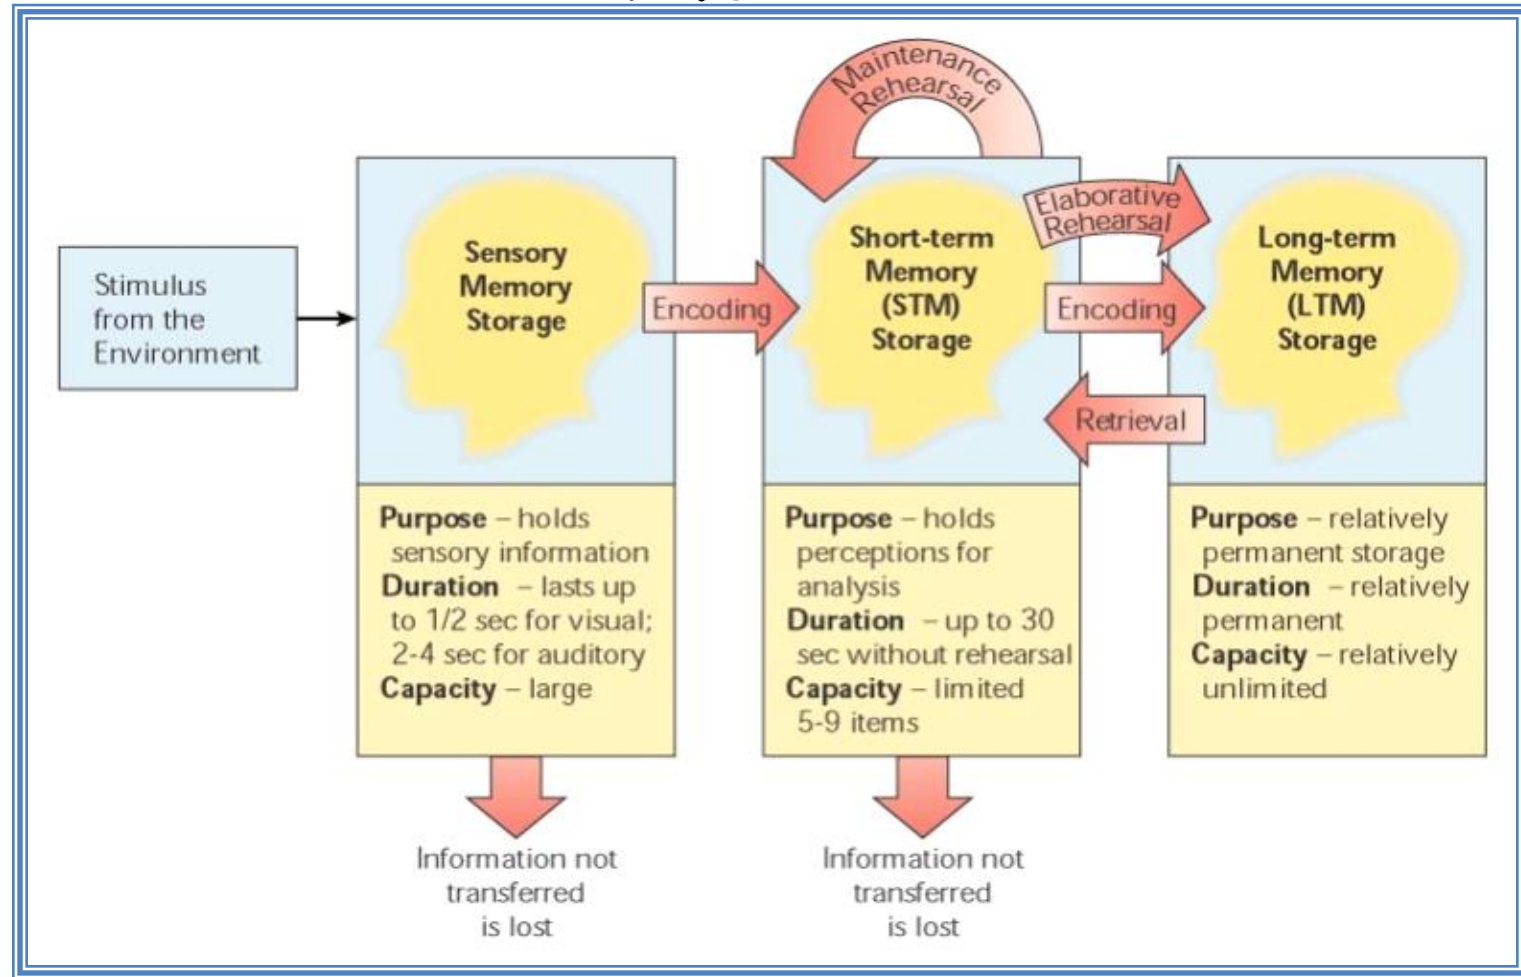 Maintenance
Rehearsal
Stimulus
from the
Environment
Sensory
Memory
Storage
Encoding
Short-term
Memory
(STM)
Storage
Elaborative
Rehearsal
Encoding
Retrieval
Long-term
Memory
(LTM)
Storage
Purpose – holds
sensory information
Duration – lasts up
to 1/2 sec for visual;
2-4 sec for auditory
Capacity – large
Purpose – holds
perceptions for
analysis
Duration – up to 30
sec without rehearsal
Capacity – limited
5-9 items
Purpose – relatively
permanent storage
Duration – relatively
permanent
Capacity – relatively
unlimited
Information not
transferred
is lost
Information not
transferred
is lost